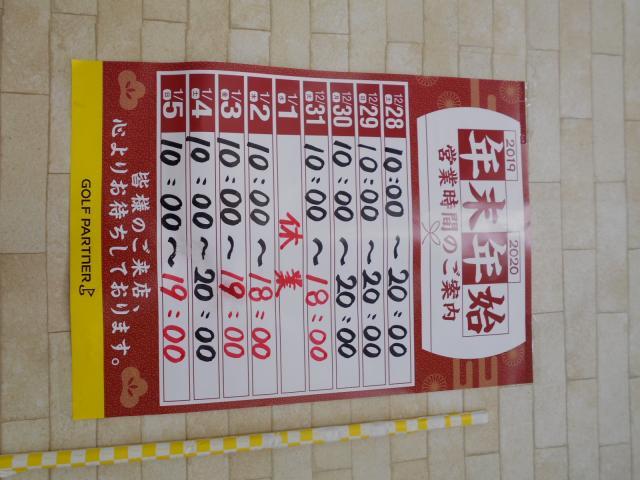 2019 2020
年末年始
営業時間のご案内
12/28 土 10:00～20:00
12/29 日 10:00～20:00
12/30 月 10:00～20:00
12/31 火 10:00～18:00
1/1 水 休業
1/2 木 10:00～18:00
1/3 金 10:00～19:00
1/4 土 10:00～20:00
1/5 日 10:00～19:00
皆様のご来店、
心よりお待ちしております。
GOLF PARTNER